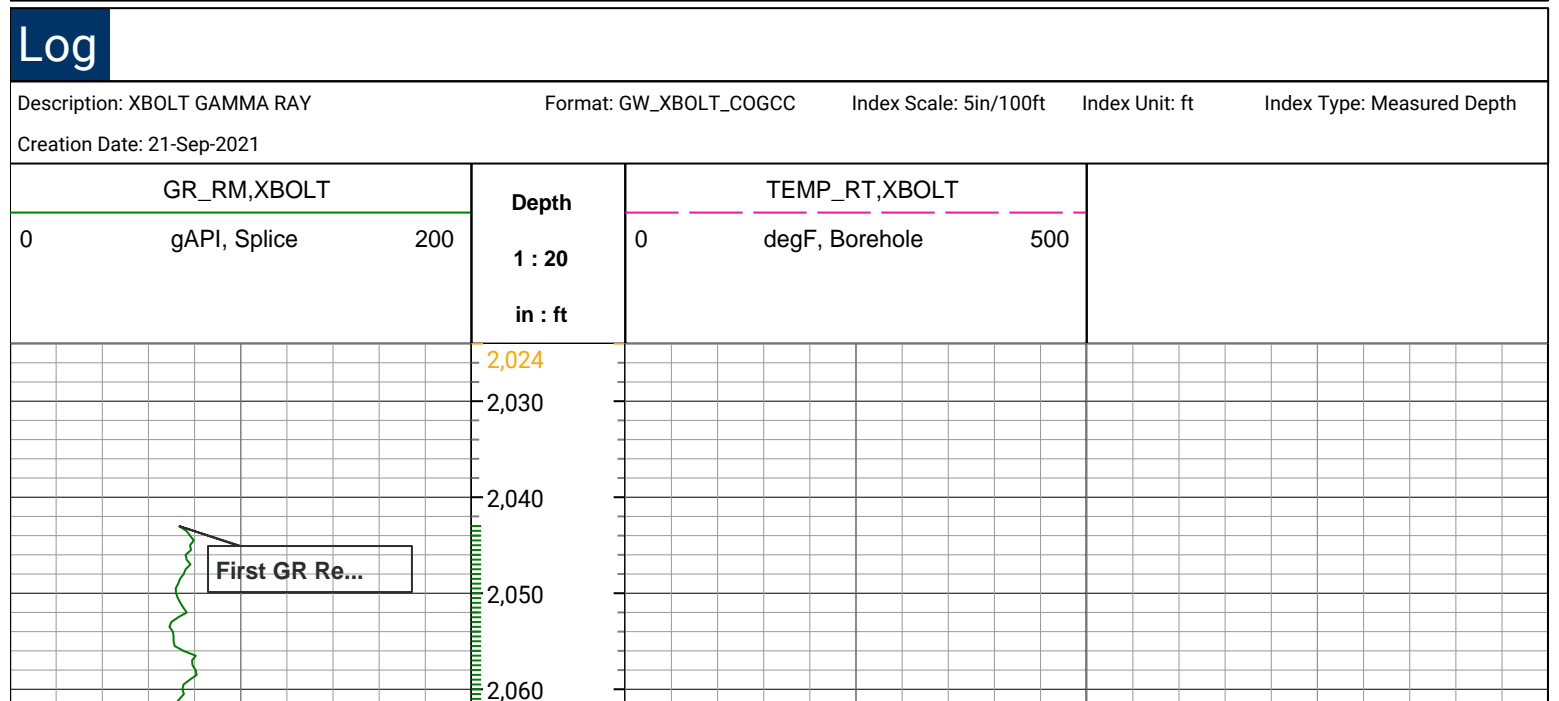 Log
Description: XBOLT GAMMA RAY Format: GW_XBOLT_COGCC Index Scale: 5in/100ft Index Unit: ft Index Type: Measured Depth
Creation Date: 21-Sep-2021
GR_RM,XBOLT
0 gAPI, Splice 200
Depth
1 : 20
in : ft
TEMP_RT,XBOLT
0 degF, Borehole 500
2,024
2,030
2,040
First GR Re...
2,050
2,060